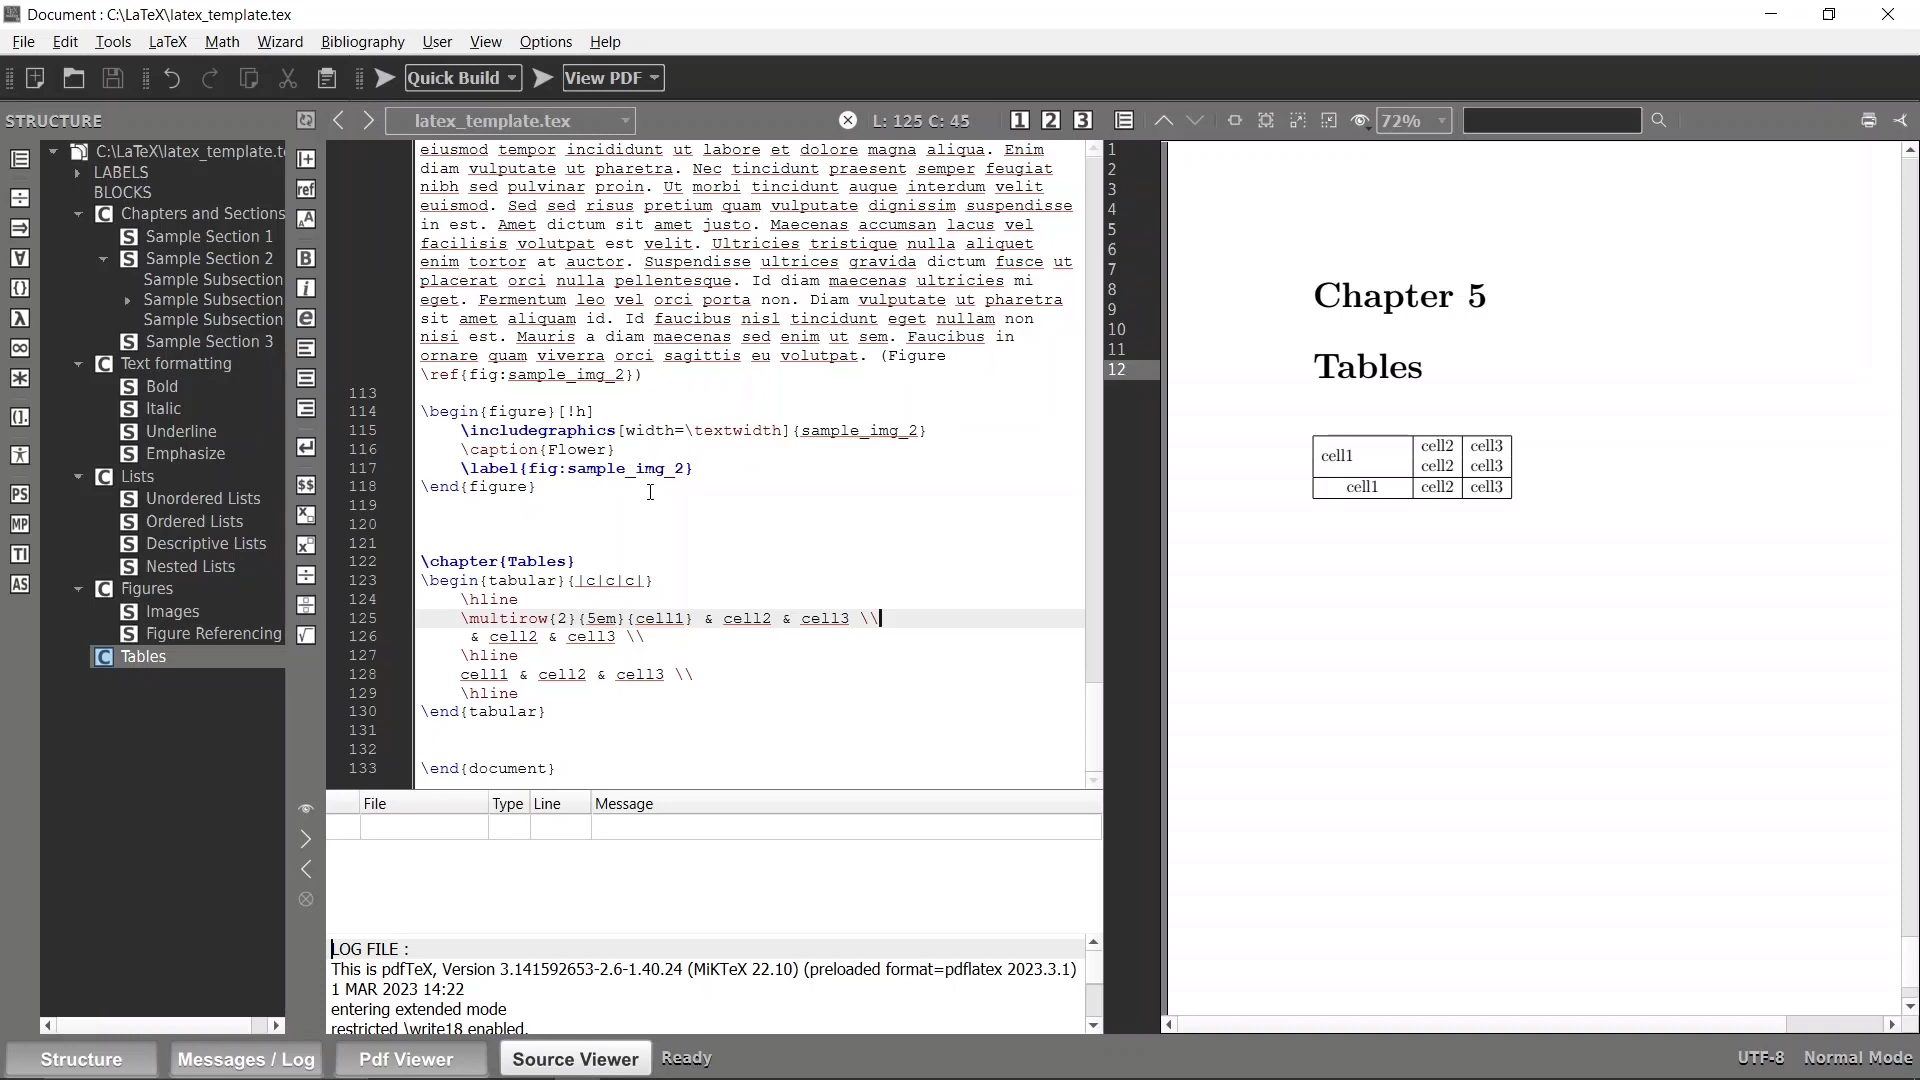 Document : C:\LaTeX\latex_template.tex
File Edit Tools LaTeX Math Wizard Bibliography User View Options Help
Quick Build View PDF
STRUCTURE
latex_template.tex
L: 125 C: 45
1 2 3
72%
C:\LaTeX\latex_template.t
LABELS
BLOCKS
Chapters and Sections
Sample Section 1
Sample Section 2
Sample Subsection
Sample Subsection
Sample Subsection
Sample Section 3
Text formatting
Bold
Italic
Underline
Emphasize
Lists
Unordered Lists
Ordered Lists
Descriptive Lists
Nested Lists
Figures
Images
Figure Referencing
Tables
eiusmod tempor incididunt ut labore et dolore magna aliqua. Enim
diam vulputate ut pharetra. Nec tincidunt praesent semper feugiat
nibh sed pulvinar proin. Ut morbi tincidunt augue interdum velit
euismod. Sed sed risus pretium quam vulputate dignissim suspendisse
in est. Amet dictum sit amet justo. Maecenas accumsan lacus vel
facilisis volutpat est velit. Ultricies tristique nulla aliquet
enim tortor at auctor. Suspendisse ultrices gravida dictum fusce ut
placerat orci nulla pellentesque. Id diam maecenas ultricies mi
eget. Fermentum leo vel orci porta non. Diam vulputate ut pharetra
sit amet aliquam id. Id faucibus nisl tincidunt eget nullam non
nisi est. Mauris a diam maecenas sed enim ut sem. Faucibus in
ornare quam viverra orci sagittis eu volutpat. (Figure
\ref{fig:sample_img_2})
113
114 \begin{figure}[!h]
115 \includegraphics[width=\textwidth]{sample_img_2}
116 \caption{Flower}
117 \label{fig:sample_img_2}
118 \end{figure}
119
120
121
122 \chapter{Tables}
123 \begin{tabular}{|c|c|c|}
124 \hline
125 \multirow{2}{5em}{cell1} & cell2 & cell3 \\
126 & cell2 & cell3 \\
127 \hline
128 cell1 & cell2 & cell3 \\
129 \hline
130 \end{tabular}
131
132
133 \end{document}
File Type Line Message
LOG FILE :
This is pdfTeX, Version 3.141592653-2.6-1.40.24 (MiKTeX 22.10) (preloaded format=pdflatex 2023.3.1)
1 MAR 2023 14:22
entering extended mode
restricted \write18 enabled.
1
2
3
4
5
6
7
8
9
10
11
12
Chapter 5
Tables
cell1 cell2 cell3
cell2 cell3
cell1 cell2 cell3
Structure Messages / Log Pdf Viewer Source Viewer Ready
UTF-8 Normal Mode